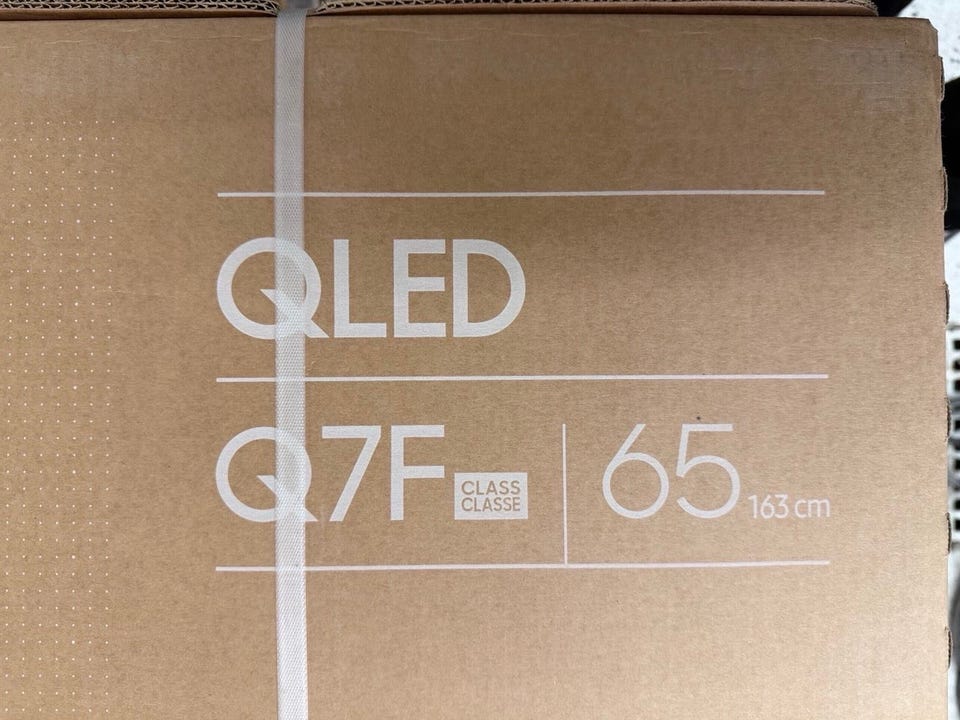 QLED
Q7F CLASS CLASSE 65 163 cm